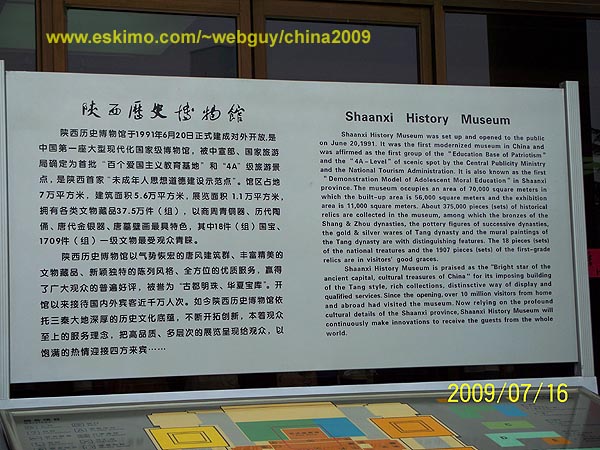 www.eskimo.com/~webguy/china2009
陕西历史博物馆
陕西历史博物馆于1991年6月20日正式建成对外开放,是
中国第一座大型现代化国家级博物馆，被中宣部、国家旅游
局确定为首批“百个爱国主义教育基地”和“4A”级旅游景
点，是陕西首家“未成年人思想道德建设示范点”。馆区占地
7万平方米，建筑面积5.6万平方米，展览面积 1.1万平方米，
拥有各类文物藏品37.5万件（组），以商周青铜器、历代陶
俑、唐代金银器、唐墓壁画最具特色，其中18件（组）国宝、
1709件（组）一级文物最受观众青睐。
陕西历史博物馆以气势恢宏的唐风建筑群、丰富精美的
文物藏品、新颖独特的陈列风格、全方位的优质服务，赢得
了广大观众的普遍好评，被誉为“古都明珠、华夏宝库”。开
馆以来接待国内外宾客近千万人次。如今陕西历史博物馆依
托三秦大地深厚的历史文化底蕴，不断开拓创新，本着观众
至上的服务理念，把高品质、多层次的展览呈现给观众，以
饱满的热情迎接四方来宾……
Shaanxi History Museum
Shaanxi History Museum was set up and opened to the public
on June 20,1991. It was the first modernized museum in China and
was affirmed as the first group of the "Education Base of Patriotism"
and the "4A-Level" of scenic spot by the Central Publicity Ministry
and the National Tourism Administration. It is also known as the first
"Demonstration Model of Adolescent Moral Education" in Shaanxi
province. The museum occupies an area of 70,000 square meters in
which the built-up area is 56,000 square meters and the exhibition
area is 11,000 square meters. About 375,000 pieces (sets) of historical
relics are collected in the museum, among which the bronzes of the
Shang & Zhou dynasties, the pottery figures of successive dynasties,
the gold & silver wares of Tang dynasty and the mural paintings of
the Tang dynasty are with distinguishing features. The 18 pieces (sets)
of the national treasures and the 1907 pieces (sets) of the first-grade
relics are in visitors' good graces.
Shaanxi History Museum is praised as the "Bright star of the
ancient capital, cultural treasures of China" for its imposing building
of the Tang style, rich collections, distinctive way of display and
qualified services. Since the opening, over 10 million visitors from home
and abroad had visited the museum. Now relying on the profound
cultural details of the Shaanxi province, Shaanxi History Museum will
continuously make innovations to receive the guests from the whole
world.
2009/07/16